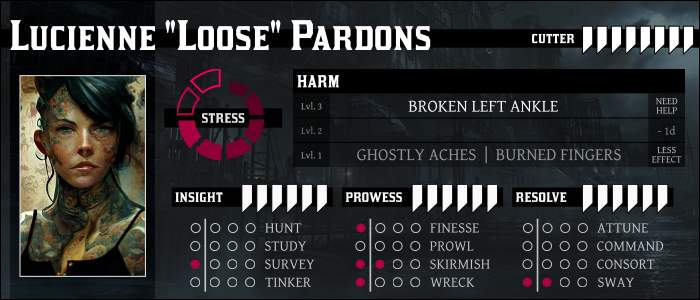 LUCIENNE "LOOSE" PARDONS
CUTTER
STRESS
HARM
Lvl. 3 BROKEN LEFT ANKLE NEED HELP
Lvl. 2 - 1d
Lvl. 1 GHOSTLY ACHES | BURNED FINGERS LESS EFFECT
INSIGHT
HUNT
STUDY
SURVEY
TINKER
PROWESS
FINESSE
PROWL
SKIRMISH
WRECK
RESOLVE
ATTUNE
COMMAND
CONSORT
SWAY